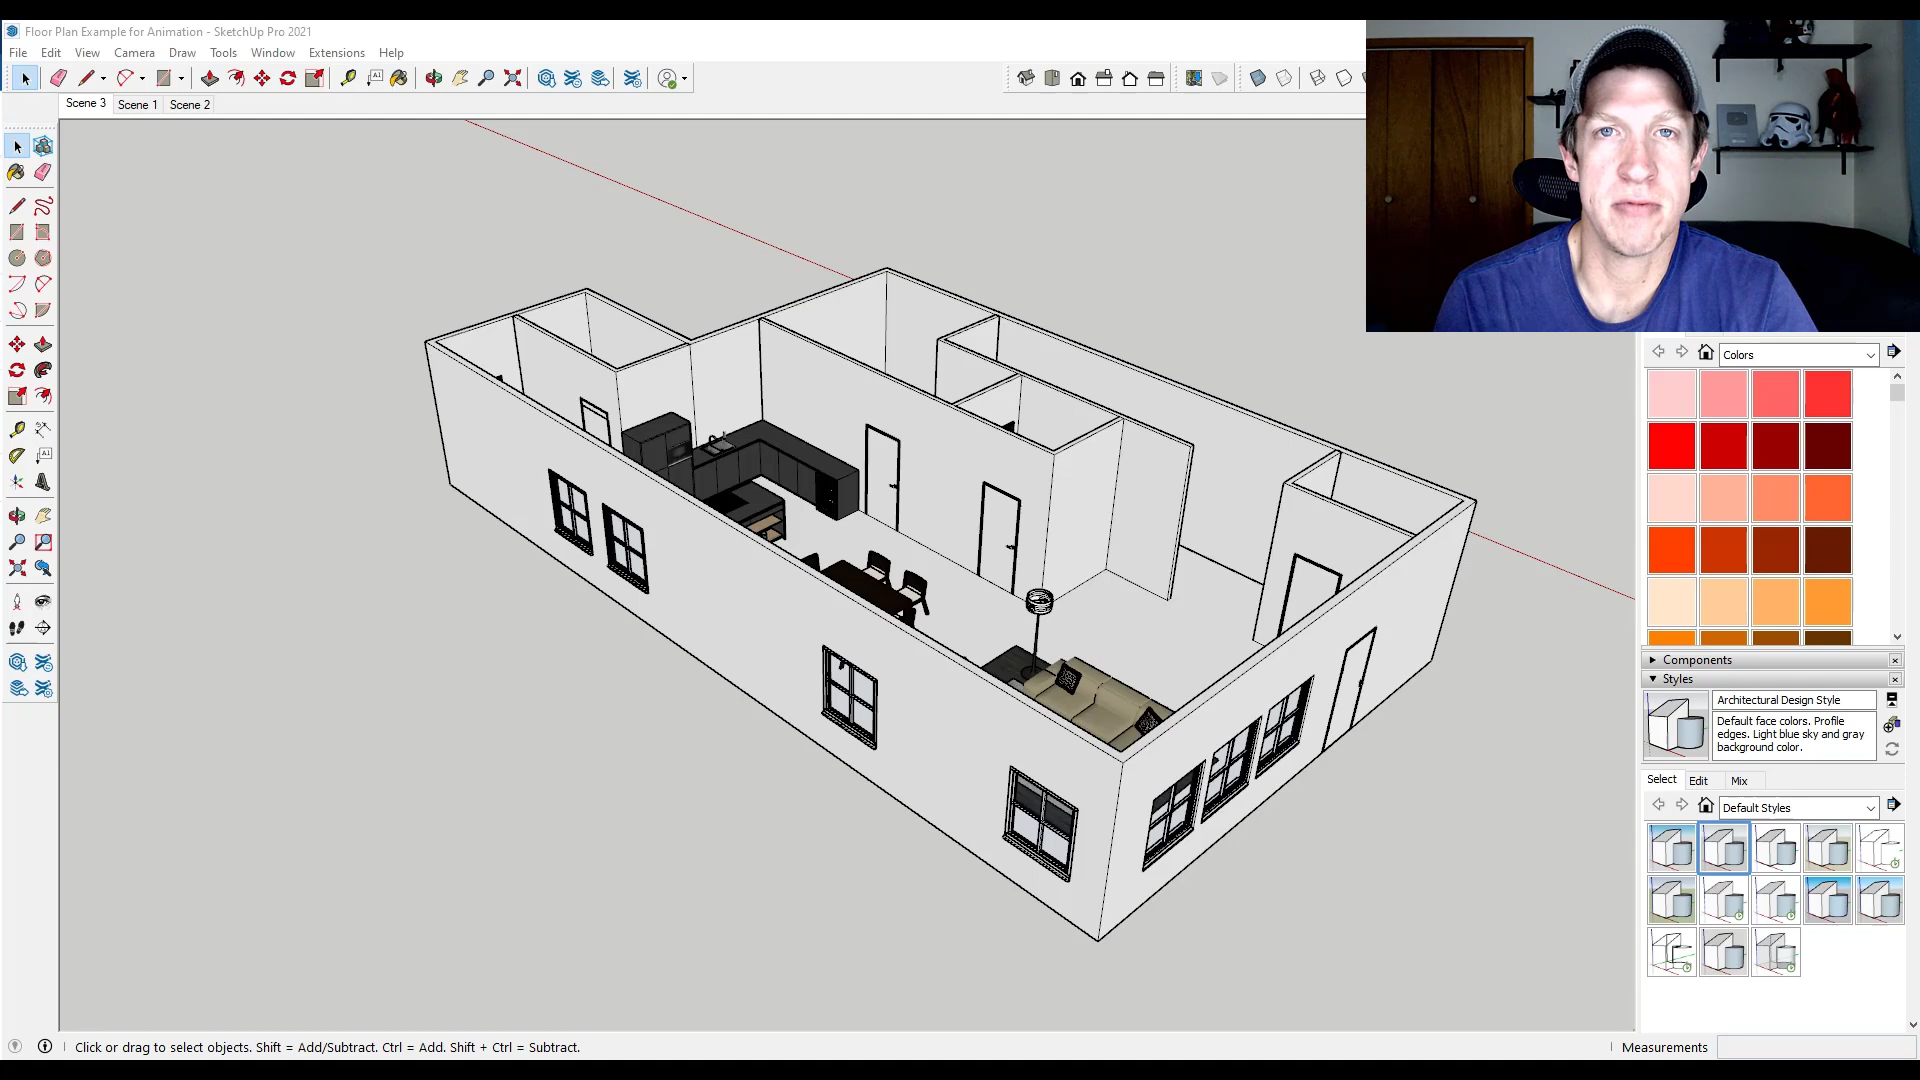 Floor Plan Example for Animation - SketchUp Pro 2021
File Edit View Camera Draw Tools Window Extensions Help
Scene 3 Scene 1 Scene 2
Colors
Components
Styles
Architectural Design Style
Default face colors. Profile
edges. Light blue sky and gray
background color.
Select Edit Mix
Default Styles
Click or drag to select objects. Shift = Add/Subtract. Ctrl = Add. Shift + Ctrl = Subtract.
Measurements